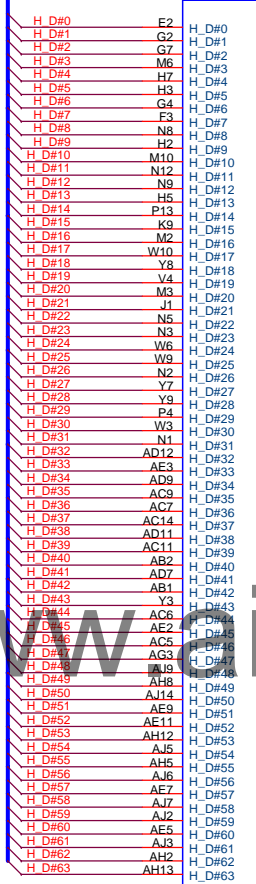 H_D#0 E2 H_D#0
H_D#1 G2 H_D#1
H_D#2 G7 H_D#2
H_D#3 M6 H_D#3
H_D#4 H7 H_D#4
H_D#5 H3 H_D#5
H_D#6 G4 H_D#6
H_D#7 F3 H_D#7
H_D#8 N8 H_D#8
H_D#9 H2 H_D#9
H_D#10 M10 H_D#10
H_D#11 N12 H_D#11
H_D#12 N9 H_D#12
H_D#13 H5 H_D#13
H_D#14 P13 H_D#14
H_D#15 K9 H_D#15
H_D#16 M2 H_D#16
H_D#17 W10 H_D#17
H_D#18 Y8 H_D#18
H_D#19 V4 H_D#19
H_D#20 M3 H_D#20
H_D#21 J1 H_D#21
H_D#22 N5 H_D#22
H_D#23 N3 H_D#23
H_D#24 W6 H_D#24
H_D#25 W9 H_D#25
H_D#26 N2 H_D#26
H_D#27 Y7 H_D#27
H_D#28 Y9 H_D#28
H_D#29 P4 H_D#29
H_D#30 W3 H_D#30
H_D#31 N1 H_D#31
H_D#32 AD12 H_D#32
H_D#33 AE3 H_D#33
H_D#34 AD9 H_D#34
H_D#35 AC9 H_D#35
H_D#36 AC7 H_D#36
H_D#37 AC14 H_D#37
H_D#38 AD11 H_D#38
H_D#39 AC11 H_D#39
H_D#40 AB2 H_D#40
H_D#41 AD7 H_D#41
H_D#42 AB1 H_D#42
H_D#43 Y3 H_D#43
H_D#44 AC6 H_D#44
H_D#45 AE2 H_D#45
H_D#46 AC5 H_D#46
H_D#47 AG3 H_D#47
H_D#48 AJ9 H_D#48
H_D#49 AH8 H_D#49
H_D#50 AJ14 H_D#50
H_D#51 AE9 H_D#51
H_D#52 AE11 H_D#52
H_D#53 AH12 H_D#53
H_D#54 AJ5 H_D#54
H_D#55 AH5 H_D#55
H_D#56 AJ6 H_D#56
H_D#57 AE7 H_D#57
H_D#58 AJ7 H_D#58
H_D#59 AJ2 H_D#59
H_D#60 AE5 H_D#60
H_D#61 AJ3 H_D#61
H_D#62 AH2 H_D#62
H_D#63 AH13 H_D#63